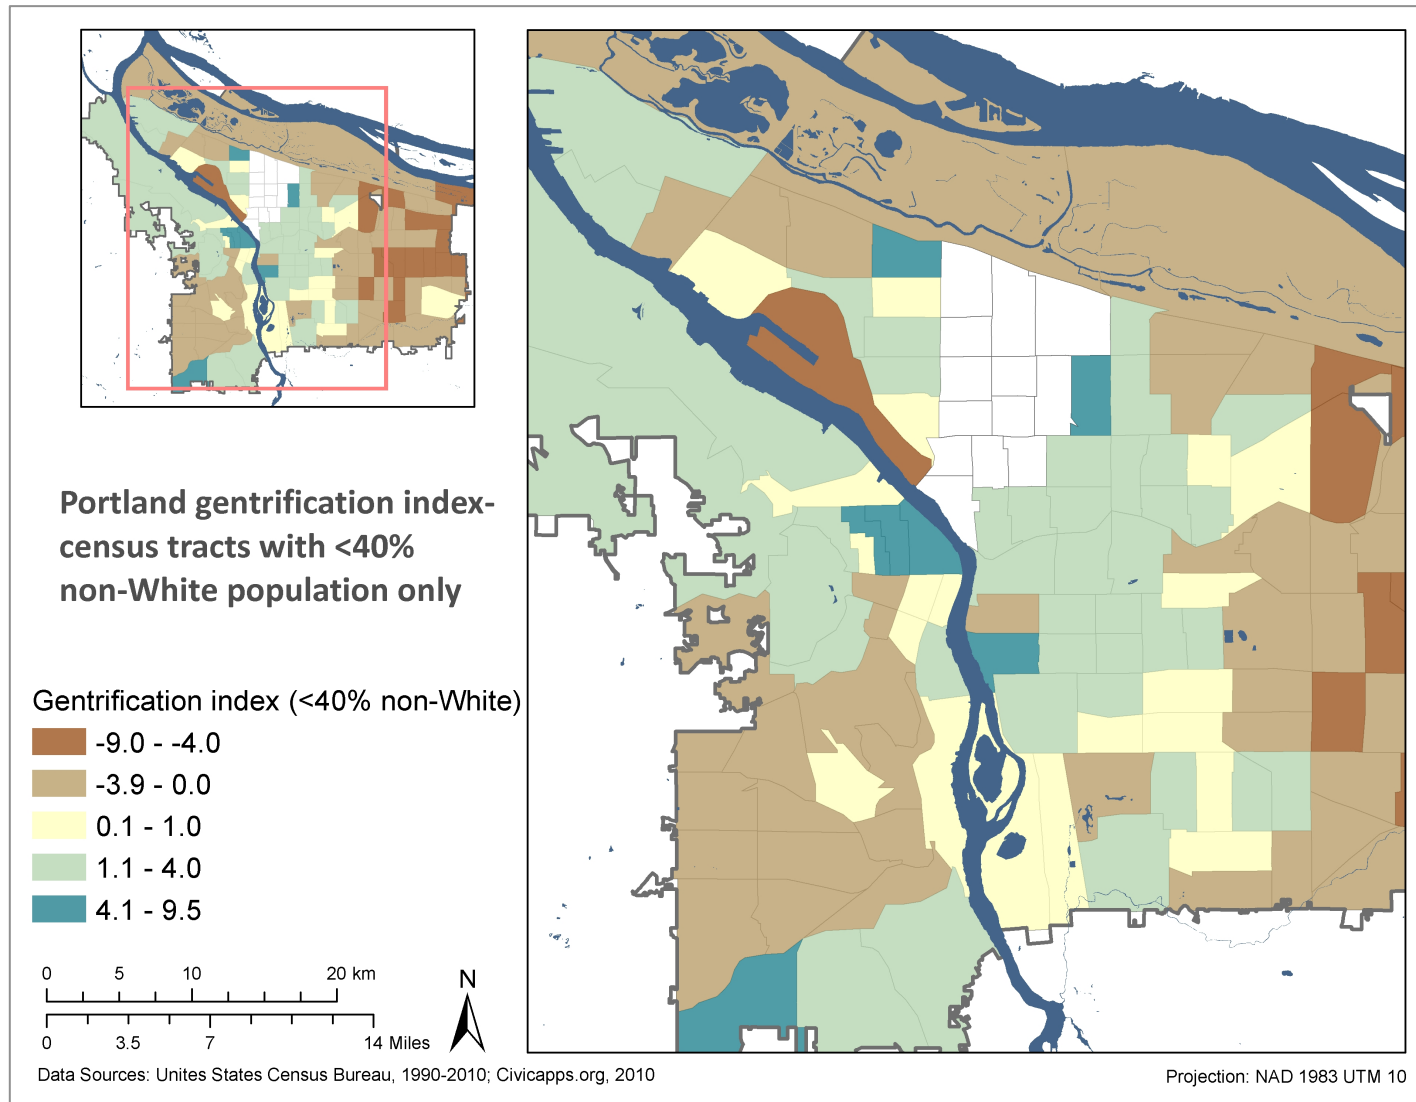 Portland gentrification index-
census tracts with <40%
non-White population only
Gentrification index (<40% non-White)
-9.0 - -4.0
-3.9 - 0.0
0.1 - 1.0
1.1 - 4.0
4.1 - 9.5
0 5 10 20 km
0 3.5 7 14 Miles
N
Data Sources: Unites States Census Bureau, 1990-2010; Civicapps.org, 2010
Projection: NAD 1983 UTM 10